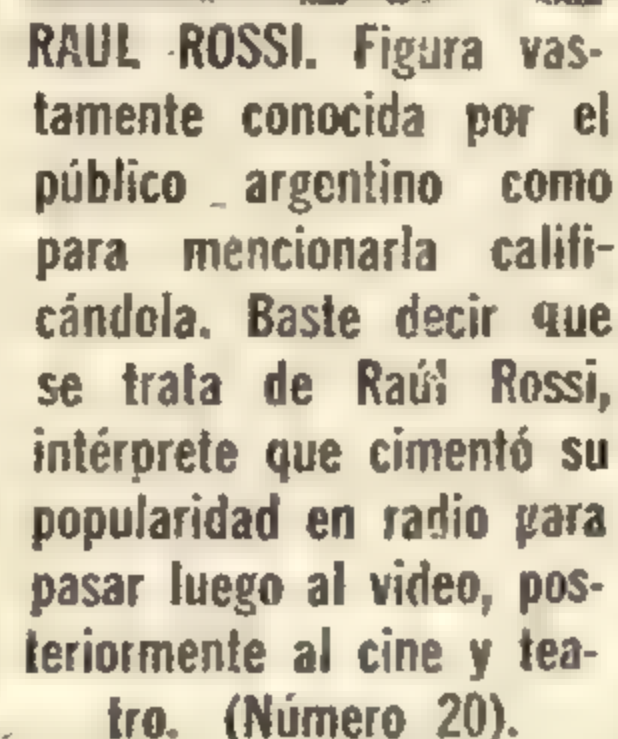 RAUL ROSSI. Figura vas-
tamente conocida por el
público argentino como
para mencionarla califi-
cándola. Baste decir que
se trata de Raúl Rossi,
intérprete que cimentó su
popularidad en radio para
pasar luego al video, pos-
teriormente al cine y tea-
tro. (Número 20).